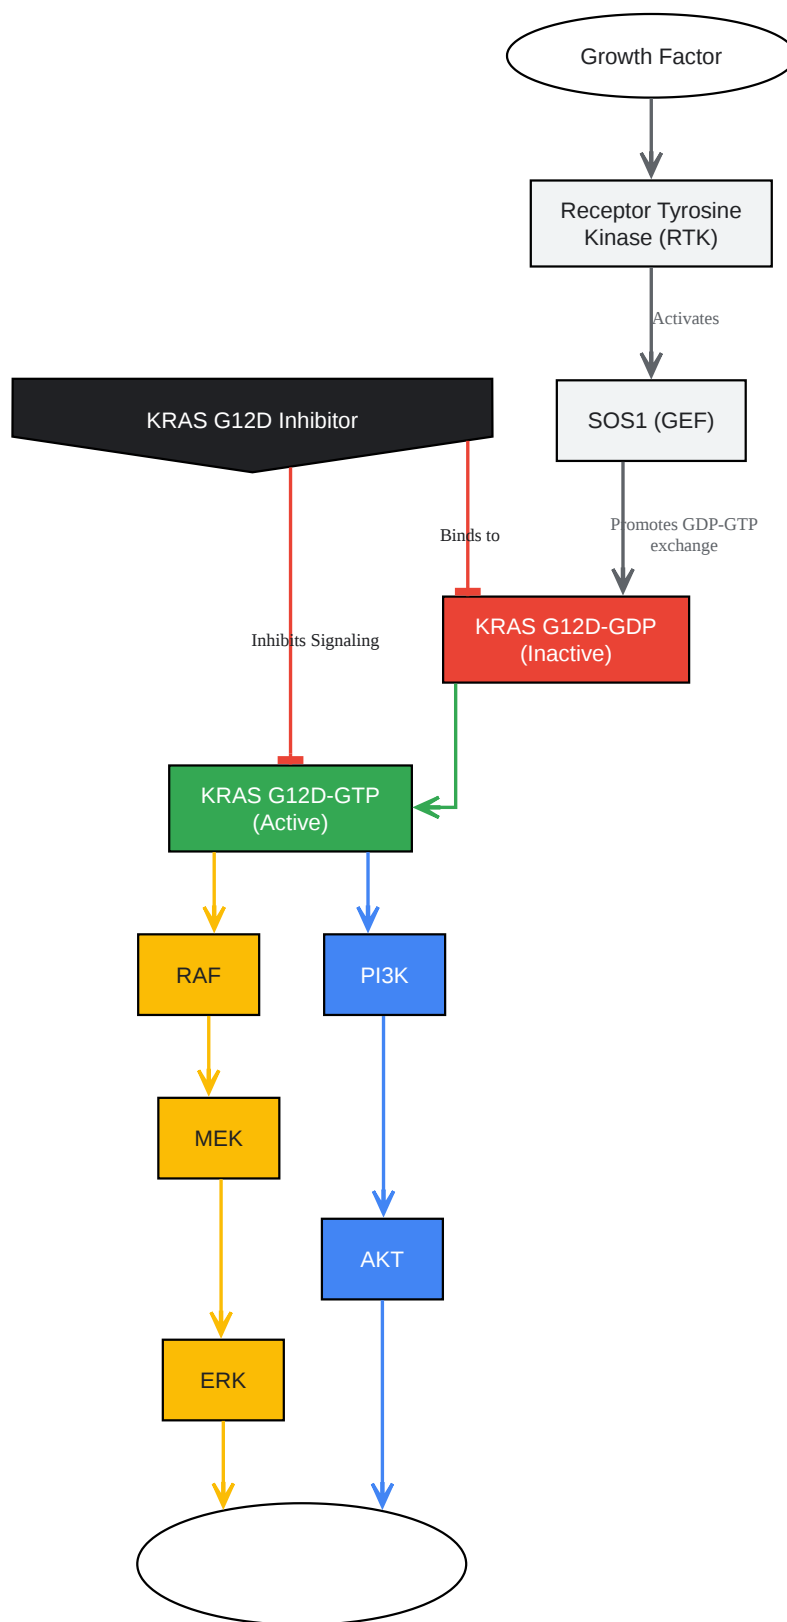 Growth Factor
Receptor Tyrosine
Kinase (RTK)
Activates
KRAS G12D Inhibitor
SOS1 (GEF)
Promotes GDP-GTP
exchange
Binds to
KRAS G12D-GDP
(Inactive)
Inhibits Signaling
KRAS G12D-GTP
(Active)
RAF
PI3K
MEK
AKT
ERK